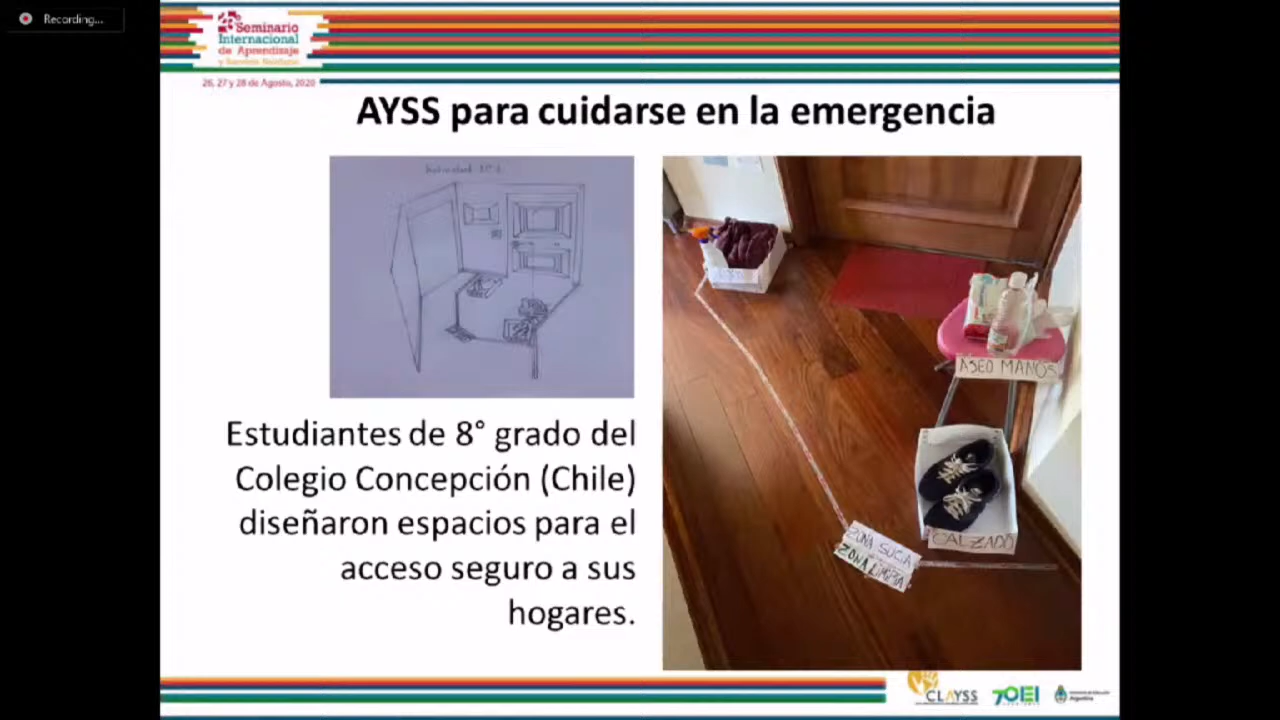 Recording...
Seminario
Internacional
de Aprendizaje
y Servicio Solidario
26, 27 y 28 de Agosto, 2020
AYSS para cuidarse en la emergencia
Estudiantes de 8° grado del
Colegio Concepción (Chile)
diseñaron espacios para el
acceso seguro a sus
hogares.
ASEO MANOS
CALZADO
ZONA SUCIA
ZONA LIMPIA
CLAYSS
OEI